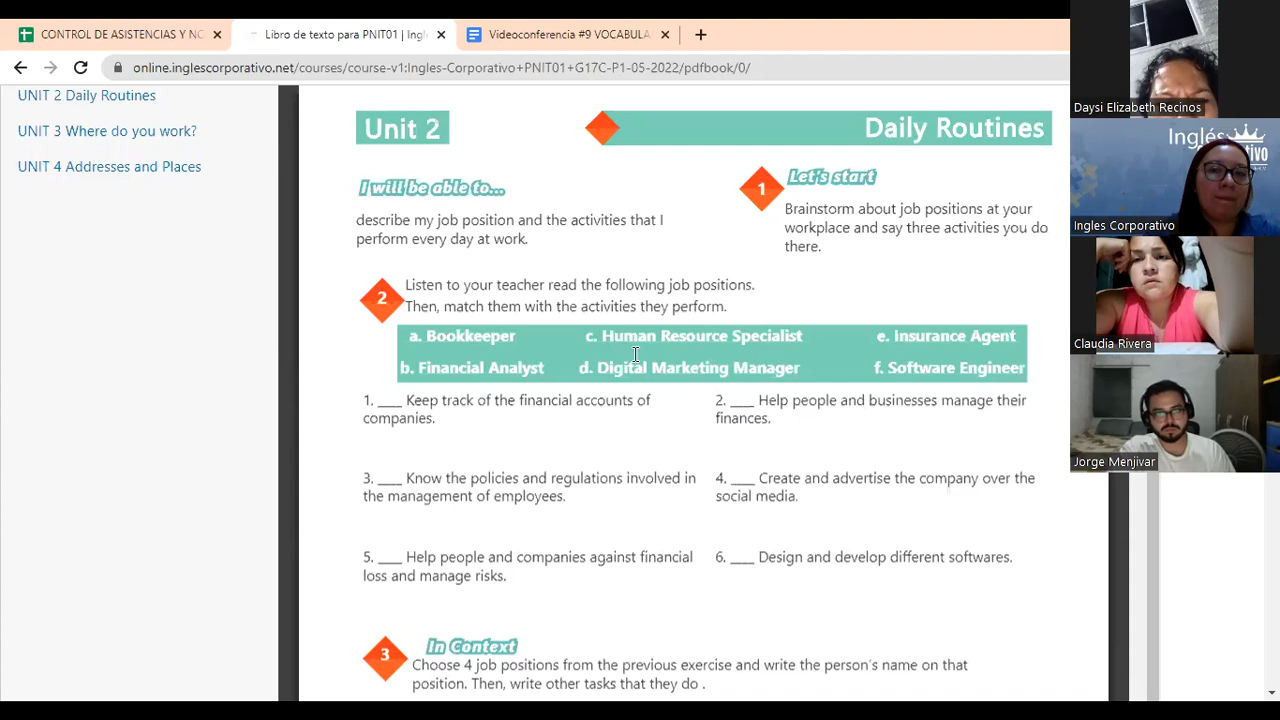 CONTROL DE ASISTENCIAS Y NO
Libro de texto para PNIT01 | Ingl
Videoconferencia #9 VOCABULA
online.inglescorporativo.net/courses/course-v1:Ingles-Corporativo+PNIT01+G17C-P1-05-2022/pdfbook/0/
UNIT 2 Daily Routines
UNIT 3 Where do you work?
UNIT 4 Addresses and Places
Unit 2
Daily Routines
I will be able to...
describe my job position and the activities that I
perform every day at work.
1
Let's start
Brainstorm about job positions at your
workplace and say three activities you do
there.
2
Listen to your teacher read the following job positions.
Then, match them with the activities they perform.
a. Bookkeeper
c. Human Resource Specialist
e. Insurance Agent
b. Financial Analyst
d. Digital Marketing Manager
f. Software Engineer
1. ___ Keep track of the financial accounts of
companies.
2. ___ Help people and businesses manage their
finances.
3. ___ Know the policies and regulations involved in
the management of employees.
4. ___ Create and advertise the company over the
social media.
5. ___ Help people and companies against financial
loss and manage risks.
6. ___ Design and develop different softwares.
3
In Context
Choose 4 job positions from the previous exercise and write the person's name on that
position. Then, write other tasks that they do .
Daysi Elizabeth Recinos
Inglés
Corporativo
Ingles Corporativo
Claudia Rivera
Jorge Menjivar